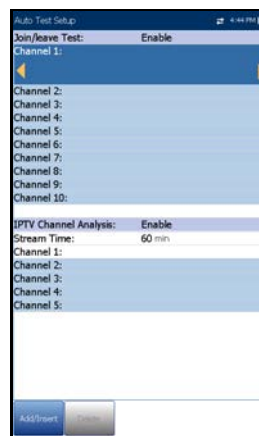 Auto Test Setup 4:44 PM
Join/leave Test: Enable
Channel 1:
Channel 2:
Channel 3:
Channel 4:
Channel 5:
Channel 6:
Channel 7:
Channel 8:
Channel 9:
Channel 10:
IPTV Channel Analysis: Enable
Stream Time: 60 min
Channel 1:
Channel 2:
Channel 3:
Channel 4:
Channel 5:
Add/Insert Delete